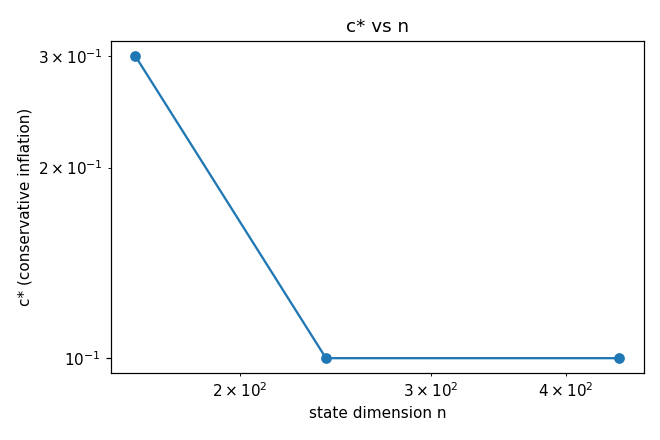 c* vs n
c* (conservative inflation)
3 × 10⁻¹
2 × 10⁻¹
10⁻¹
2 × 10² 3 × 10² 4 × 10²
state dimension n